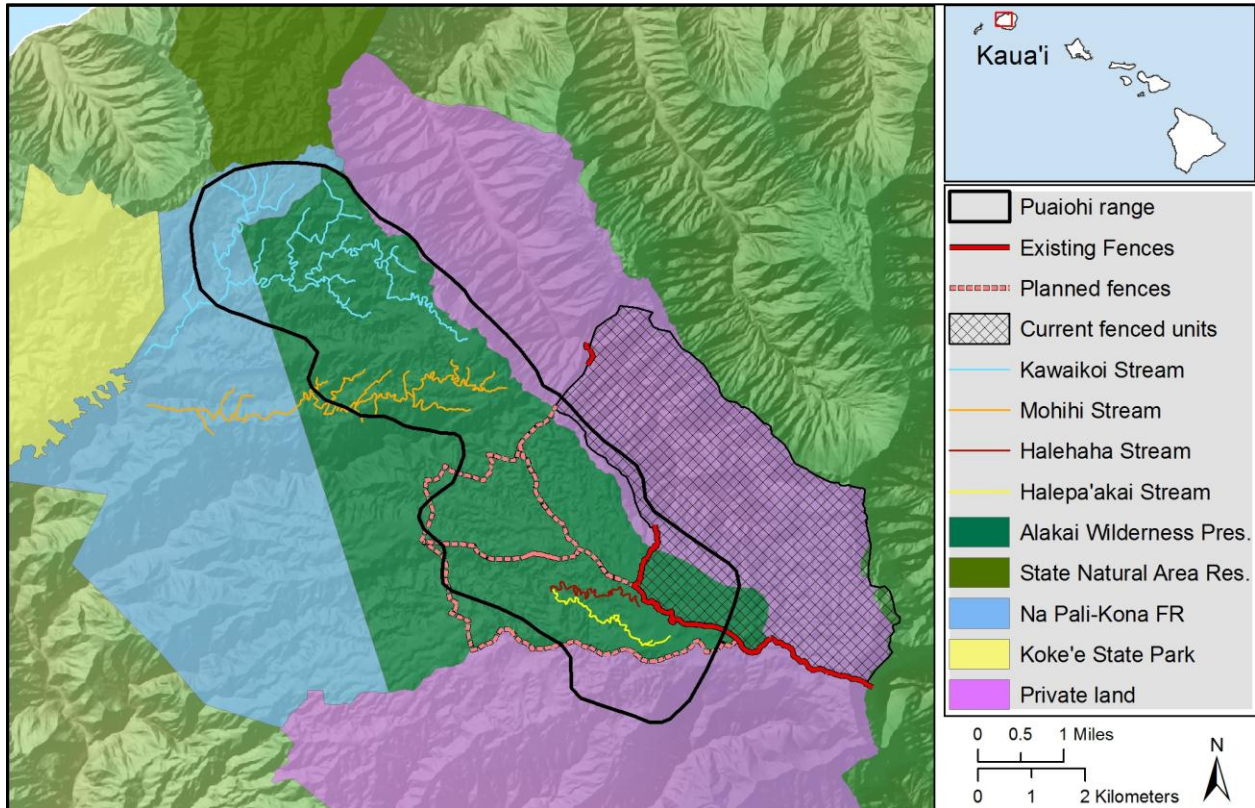 Kaua'i
Puaiohi range
Existing Fences
Planned fences
Current fenced units
Kawaikoi Stream
Mohihi Stream
Halehaha Stream
Halepa'akai Stream
Alakai Wilderness Pres.
State Natural Area Res.
Na Pali-Kona FR
Koke'e State Park
Private land
0 0.5 1 Miles
0 1 2 Kilometers
N